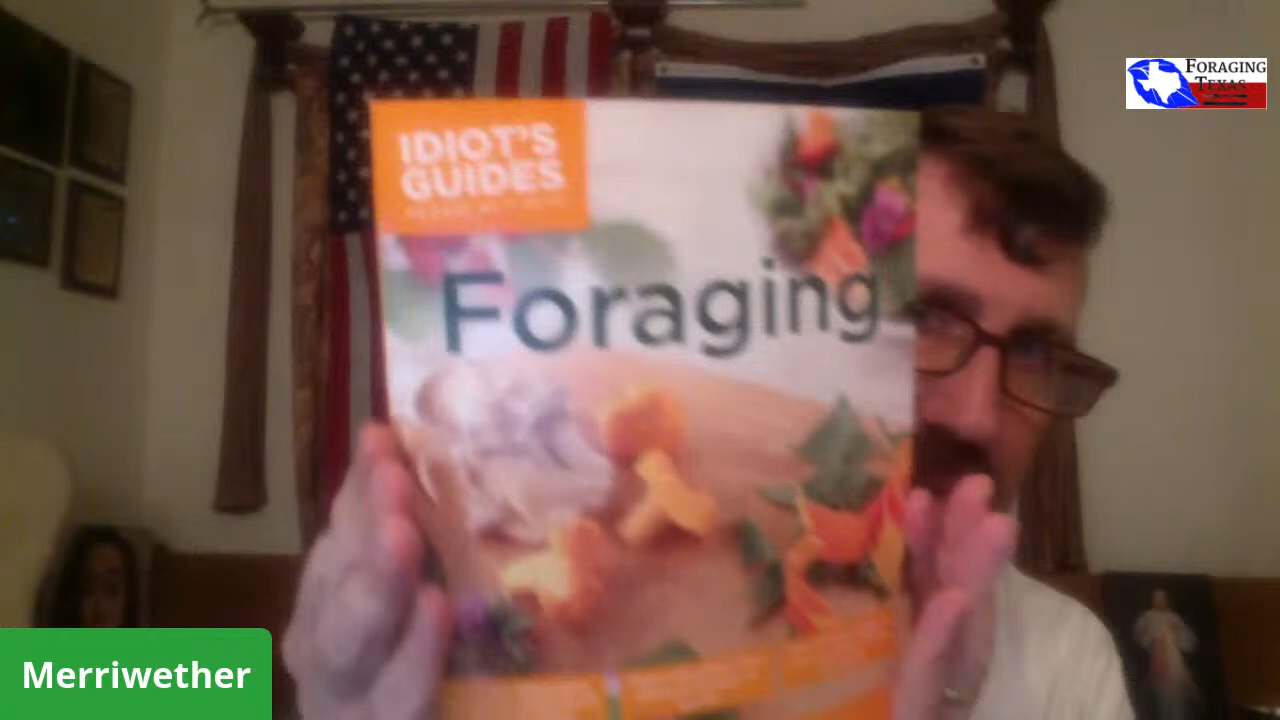 IDIOT'S
GUIDES
Foraging
FORAGING
TEXAS
Merriwether